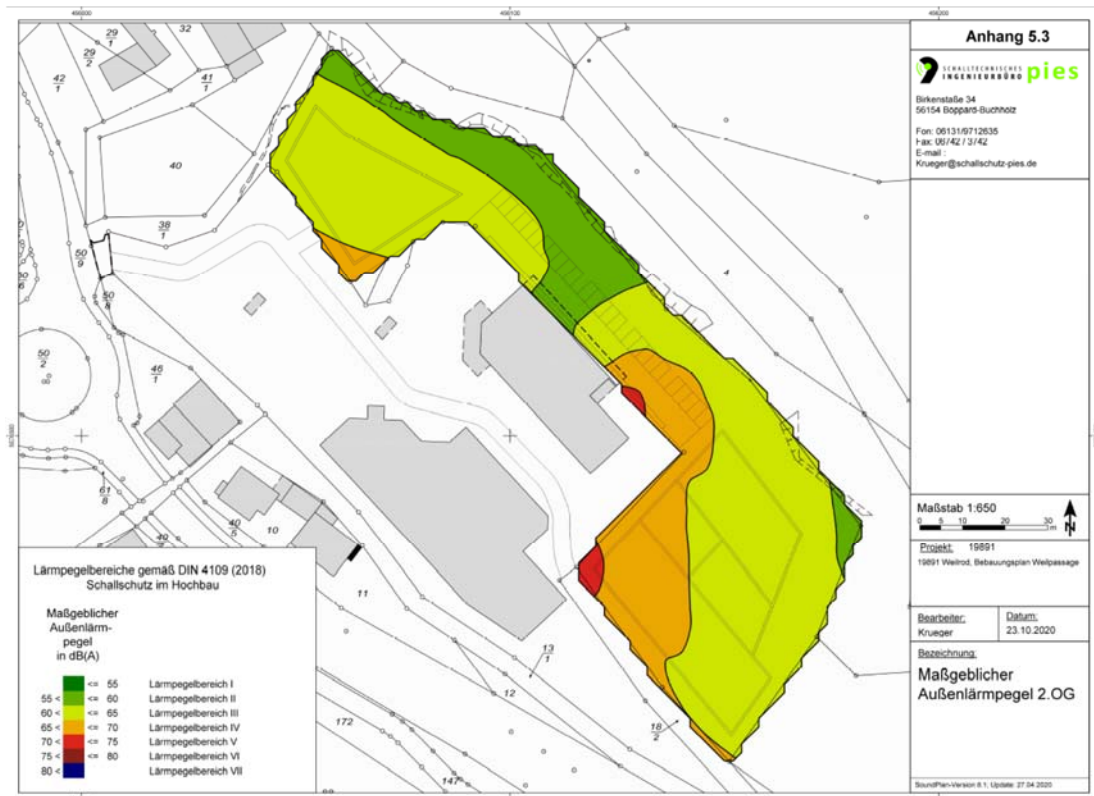 456000
456100
456200
29
1
32
29
2
42
1
41
1
40
38
1
50
9
50
8
50
2
46
1
61
8
40
5
10
11
13
1
12
172
18
2
147
4
Anhang 5.3
SCHALLTECHNISCHES
INGENIEURBÜRO pies
Birkenstaße 34
56154 Boppard-Buchholz
Fon: 06131/9712635
Fax: 06742 / 3742
E-mail :
Krueger@schallschutz-pies.de
Maßstab 1:650
0 5 10 20 30
m
N
Projekt: 19891
19891 Weilrod, Bebauungsplan Weilpassage
Bearbeiter:
Krueger
Datum:
23.10.2020
Bezeichnung:
Maßgeblicher
Außenlärmpegel 2.OG
SoundPlan-Version 8.1, Update: 27.04.2020
Lärmpegelbereiche gemäß DIN 4109 (2018)
Schallschutz im Hochbau
Maßgeblicher
Außenlärm-
pegel
in dB(A)
<= 55 Lärmpegelbereich I
55 < <= 60 Lärmpegelbereich II
60 < <= 65 Lärmpegelbereich III
65 < <= 70 Lärmpegelbereich IV
70 < <= 75 Lärmpegelbereich V
75 < <= 80 Lärmpegelbereich VI
80 < Lärmpegelbereich VII